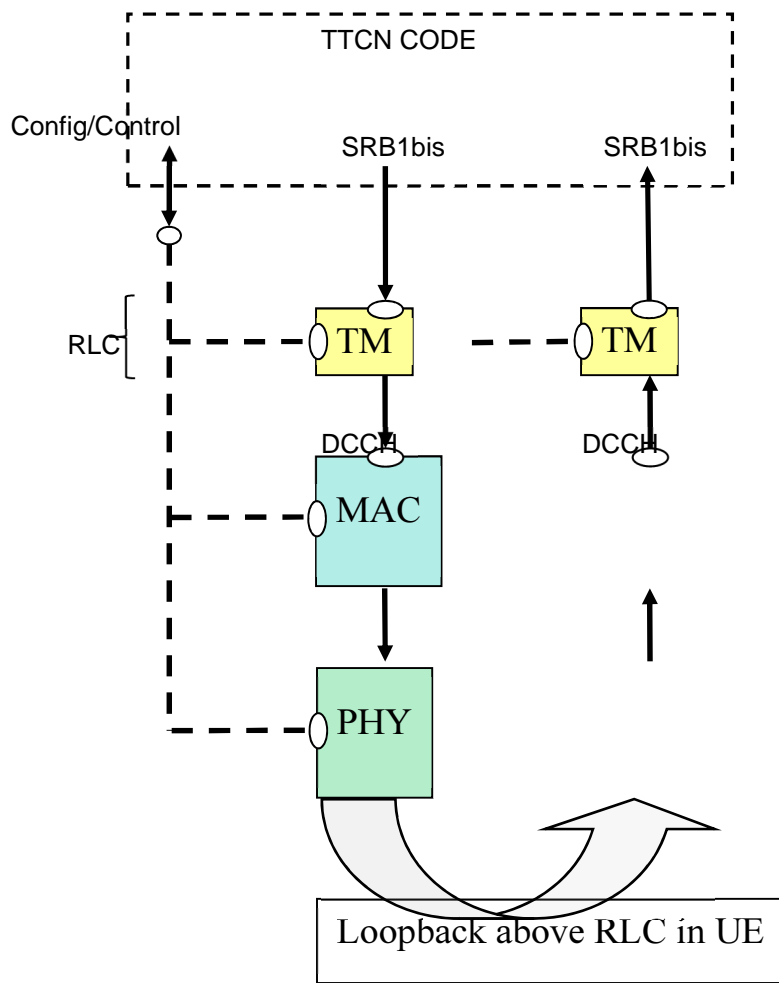 TTCN CODE
Config/Control
SRB1bis
SRB1bis
RLC
TM
TM
DCCH
DCCH
MAC
PHY
Loopback above RLC in UE